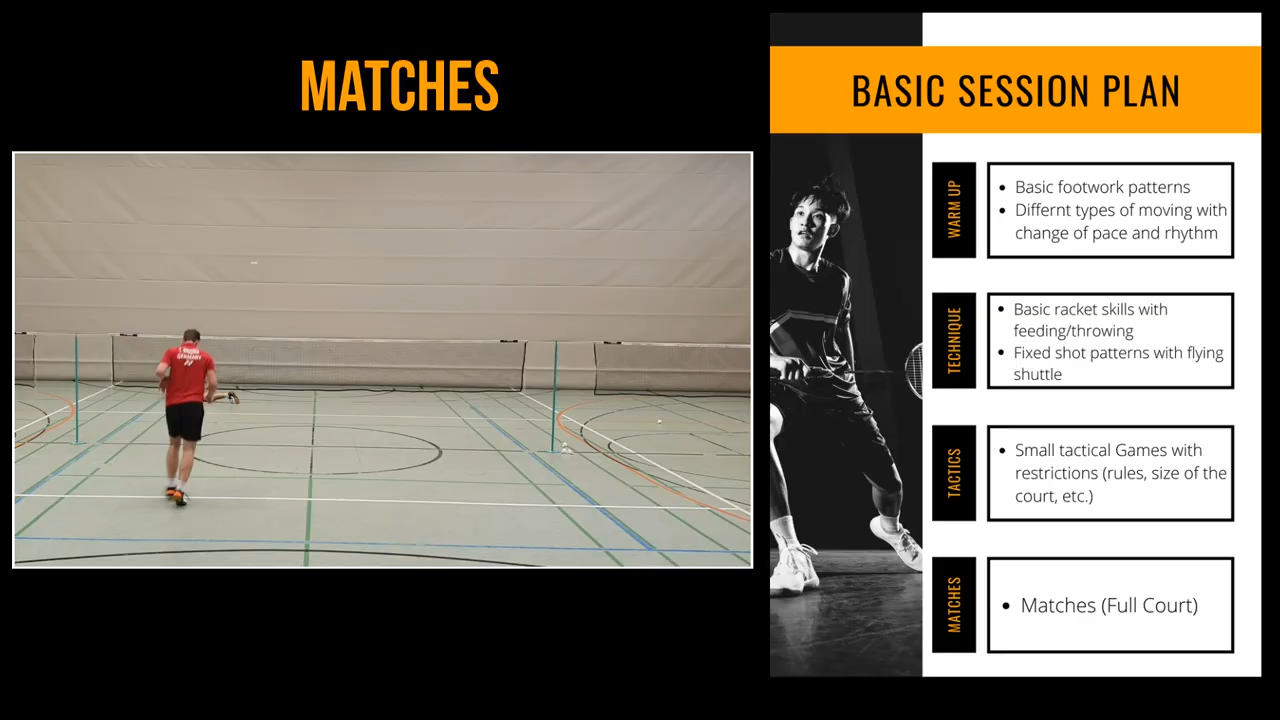 MATCHES
BASIC SESSION PLAN
WARM UP
• Basic footwork patterns
• Differnt types of moving with
change of pace and rhythm
TECHNIQUE
• Basic racket skills with
feeding/throwing
• Fixed shot patterns with flying
shuttle
TACTICS
• Small tactical Games with
restrictions (rules, size of the
court, etc.)
MATCHES
• Matches (Full Court)
GERMANY